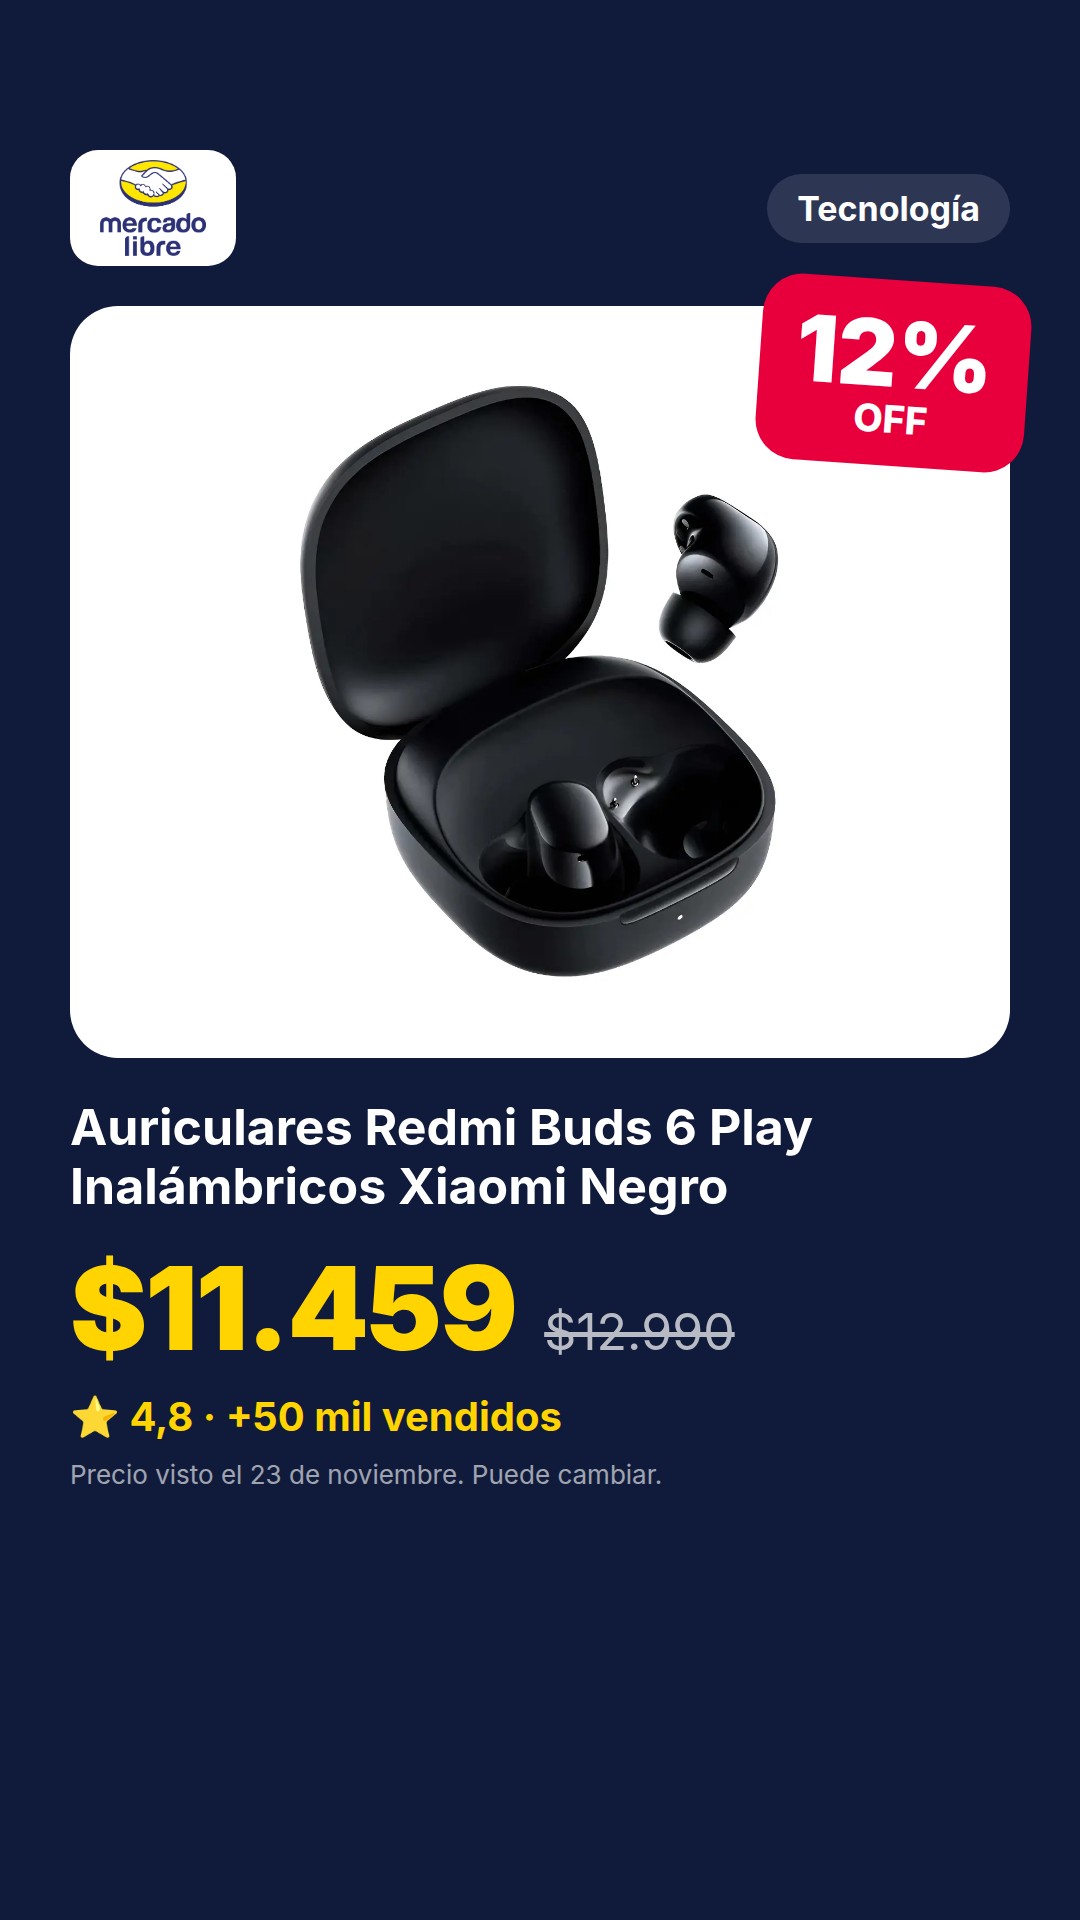 mercado
libre
Tecnología
12%
OFF
Auriculares Redmi Buds 6 Play
Inalámbricos Xiaomi Negro
$11.459 $12.990
⭐ 4,8 · +50 mil vendidos
Precio visto el 23 de noviembre. Puede cambiar.